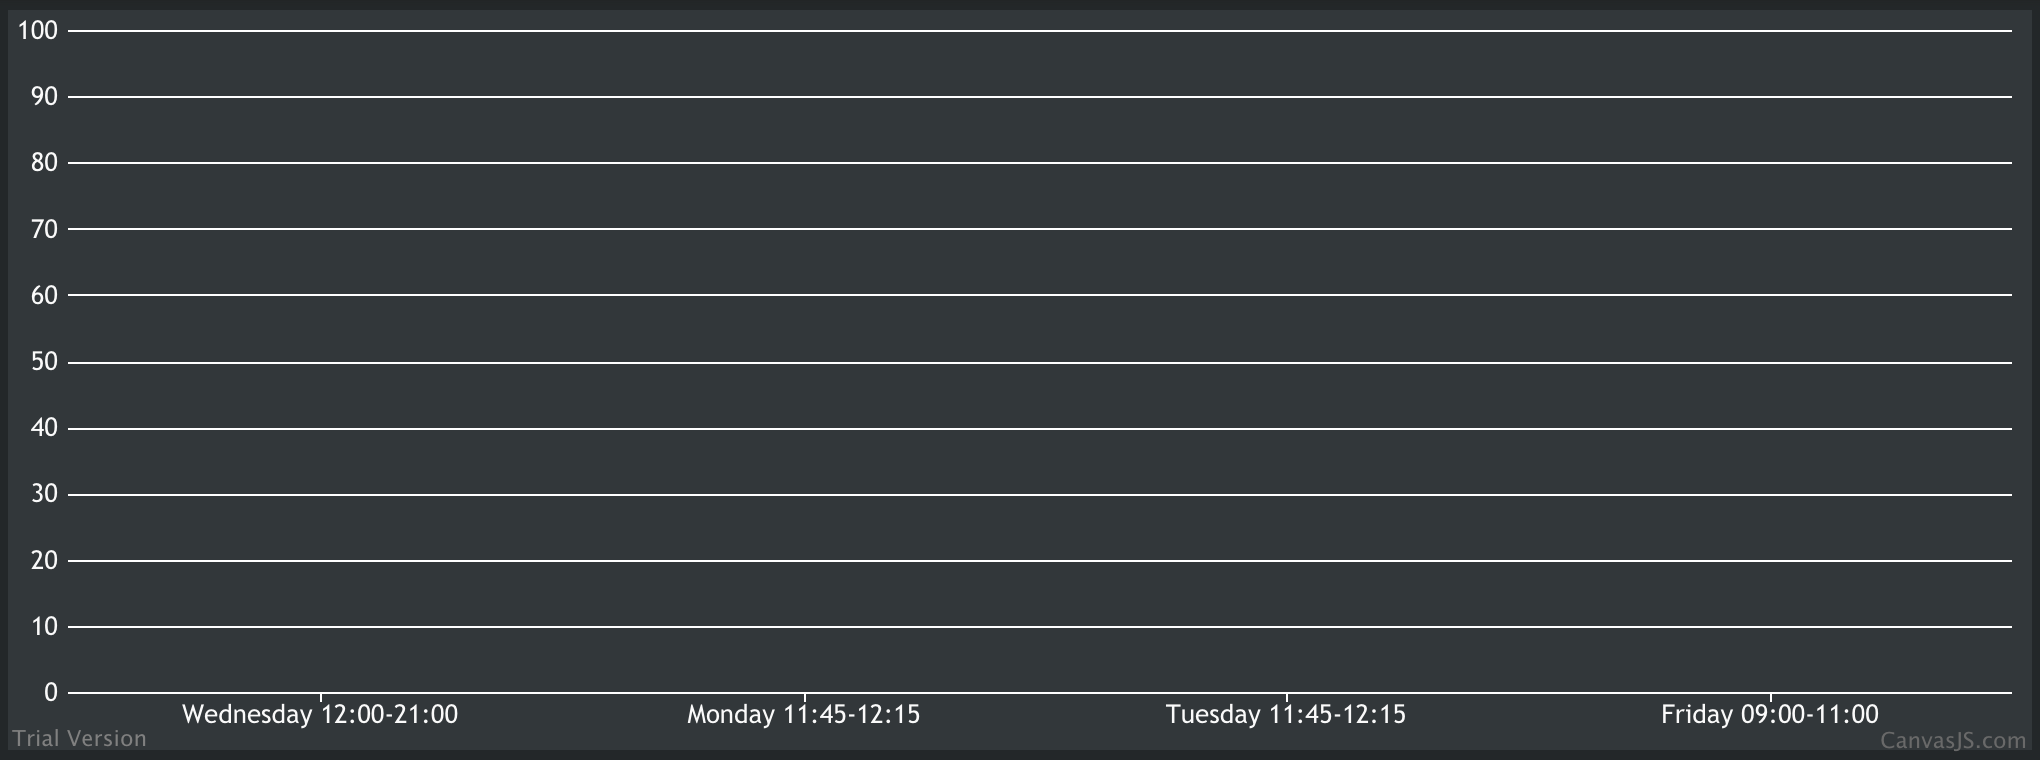 100
90
80
70
60
50
40
30
20
10
0
Wednesday 12:00-21:00
Monday 11:45-12:15
Tuesday 11:45-12:15
Friday 09:00-11:00
Trial Version
CanvasJS.com